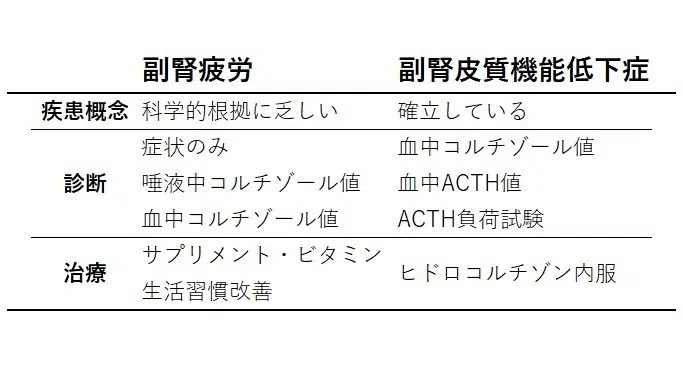 副腎疲労 副腎皮質機能低下症
疾患概念 科学的根拠に乏しい 確立している
症状のみ 血中コルチゾール値
診断 唾液中コルチゾール値 血中ACTH値
血中コルチゾール値 ACTH負荷試験
サプリメント・ビタミン
治療 ヒドロコルチゾン内服
生活習慣改善